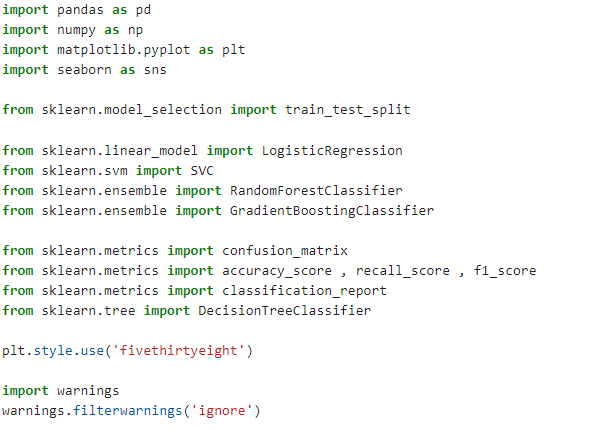 import pandas as pd
import numpy as np
import matplotlib.pyplot as plt
import seaborn as sns
from sklearn.model_selection import train_test_split
from sklearn.linear_model import LogisticRegression
from sklearn.svm import SVC
from sklearn.ensemble import RandomForestClassifier
from sklearn.ensemble import GradientBoostingClassifier
from sklearn.metrics import confusion_matrix
from sklearn.metrics import accuracy_score , recall_score , f1_score
from sklearn.metrics import classification_report
from sklearn.tree import DecisionTreeClassifier
plt.style.use('fivethirtyeight')
import warnings
warnings.filterwarnings('ignore')